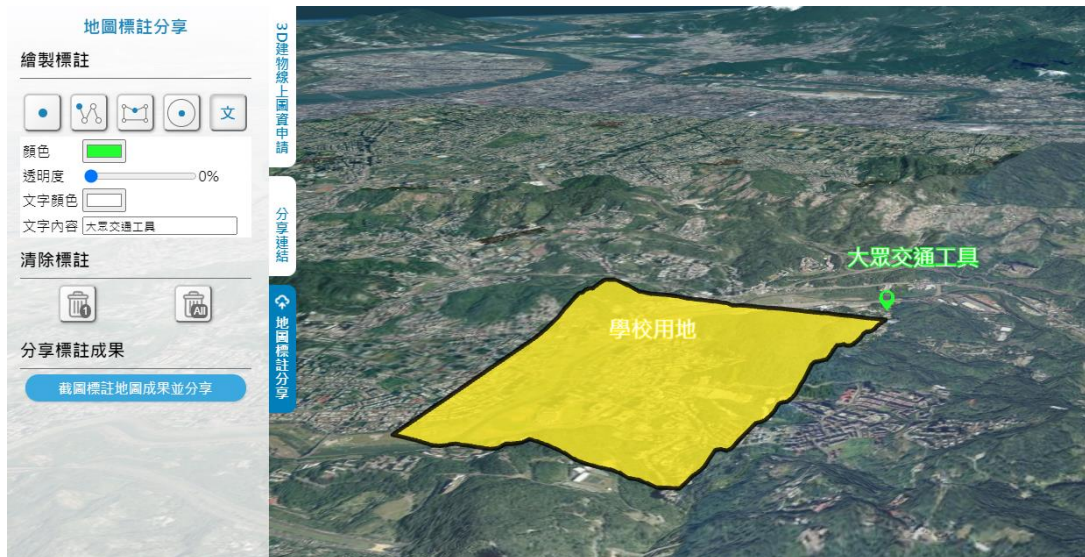 地圖標註分享
繪製標註
文
顏色
透明度 0%
文字顏色
文字內容 大眾交通工具
清除標註
1
All
分享標註成果
截圖標註地圖成果並分享
3D建物線上圖資申請
分享連結
地圖標註分享
大眾交通工具
學校用地